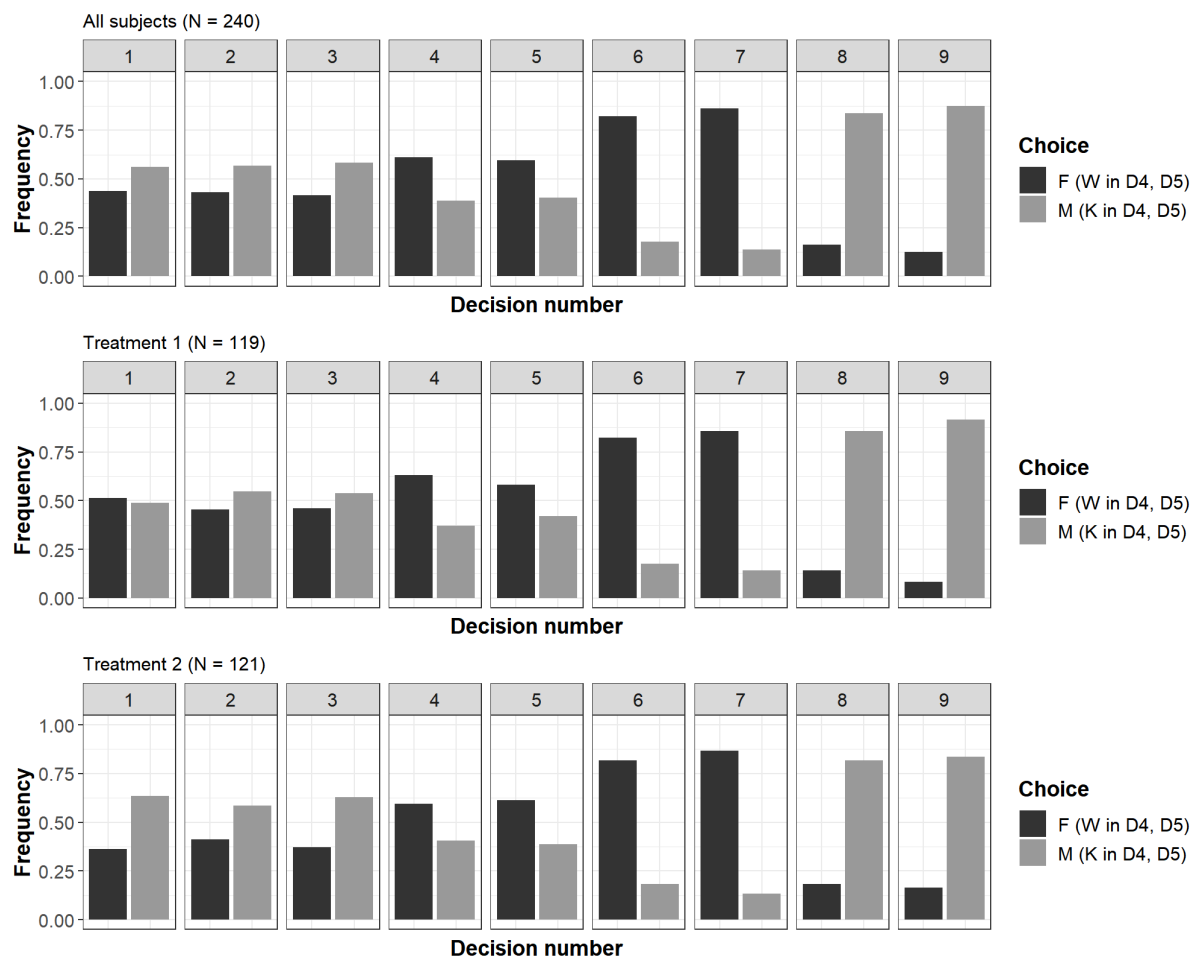 All subjects (N = 240)
1 2 3 4 5 6 7 8 9
1.00
0.75
0.50
0.25
0.00
Frequency
Decision number
Choice
F (W in D4, D5)
M (K in D4, D5)
Treatment 1 (N = 119)
1 2 3 4 5 6 7 8 9
1.00
0.75
0.50
0.25
0.00
Frequency
Decision number
Choice
F (W in D4, D5)
M (K in D4, D5)
Treatment 2 (N = 121)
1 2 3 4 5 6 7 8 9
1.00
0.75
0.50
0.25
0.00
Frequency
Decision number
Choice
F (W in D4, D5)
M (K in D4, D5)